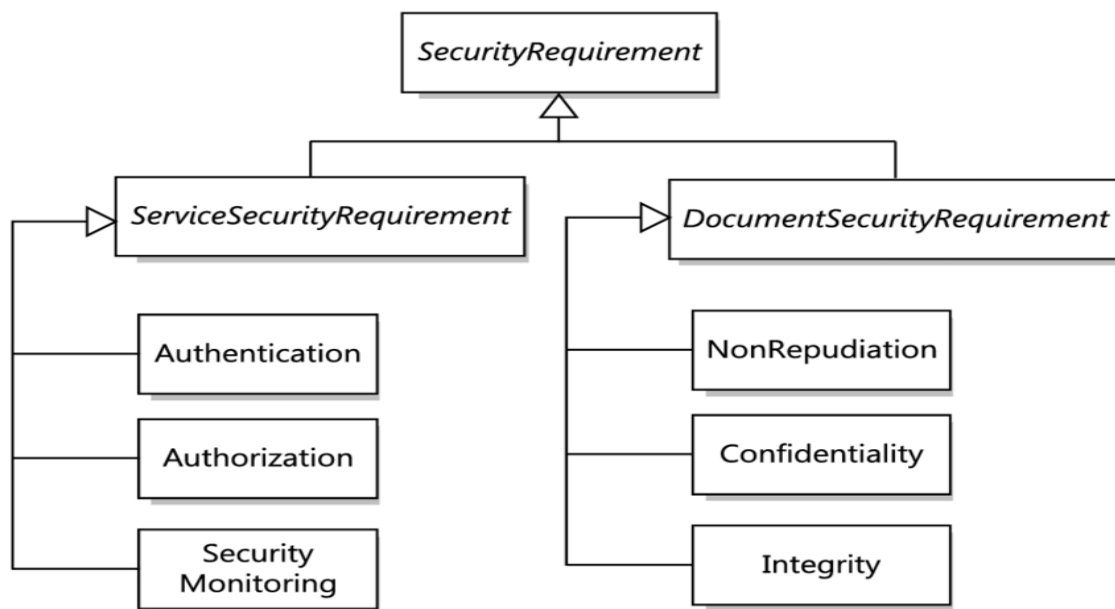 SecurityRequirement
ServiceSecurityRequirement
DocumentSecurityRequirement
Authentication
NonRepudiation
Authorization
Confidentiality
Security
Monitoring
Integrity